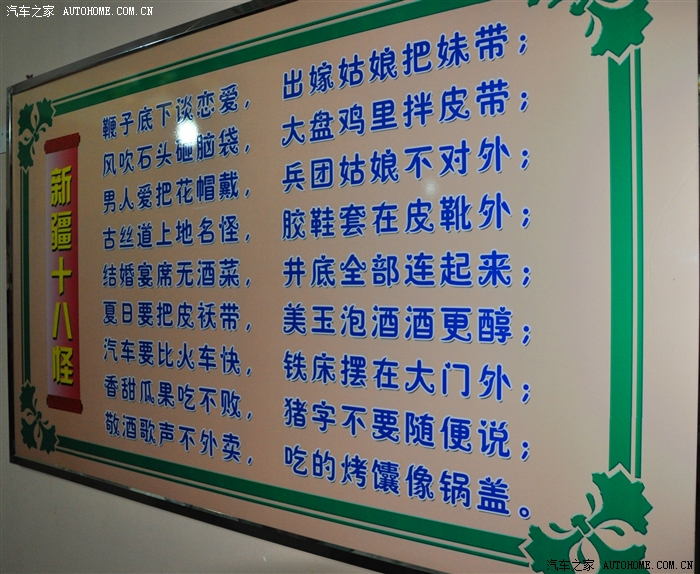 汽车之家 AUTOHOME.COM.CN
新疆十八怪
鞭子底下谈恋爱，出嫁姑娘把妹带；
风吹石头砸脑袋，大盘鸡里拌皮带；
男人爱把花帽戴，兵团姑娘不对外；
古丝道上地名怪，胶鞋套在皮靴外；
结婚宴席无酒菜，井底全部连起来；
夏日要把皮袄带，美玉泡酒酒更醇；
汽车要比火车快，铁床摆在大门外；
香甜瓜果吃不败，猪字不要随便说；
敬酒歌声不外卖，吃的烤馕像锅盖。
汽车之家 AUTOHOME.COM.CN